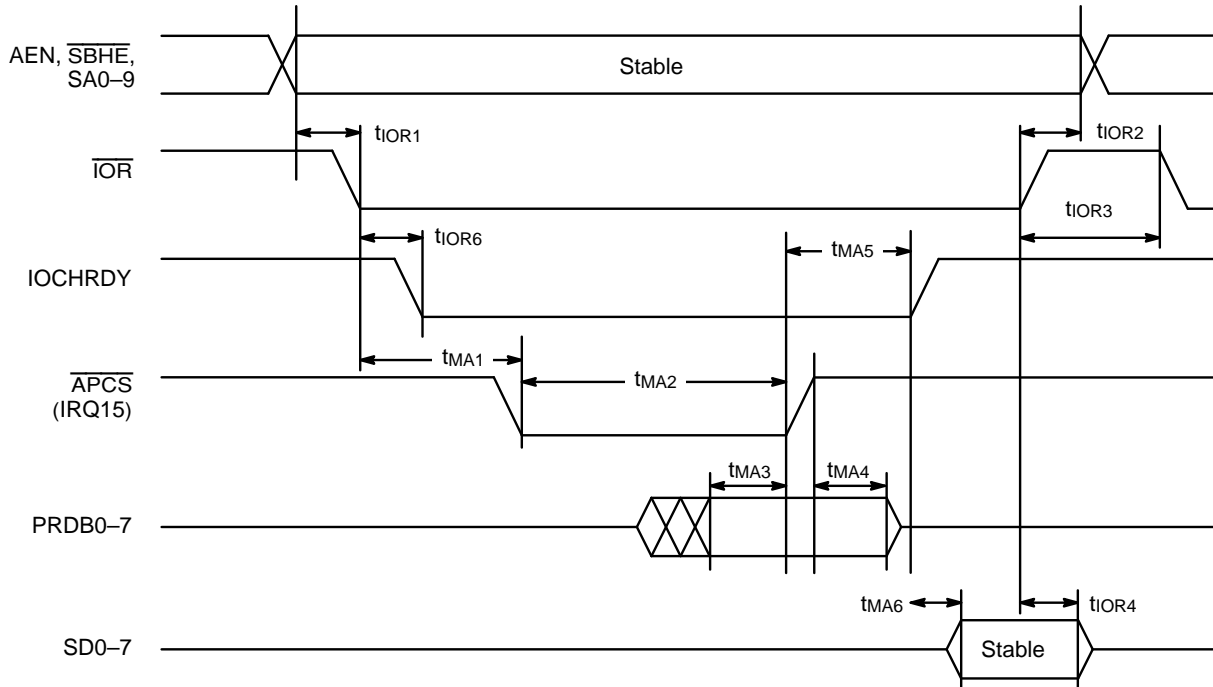 AEN, SBHE,
SA0–9
Stable
tIOR1
tIOR2
IOR
tIOR3
tIOR6
tMA5
IOCHRDY
tMA1
tMA2
APCS
(IRQ15)
tMA3
tMA4
PRDB0–7
tMA6
tIOR4
SD0–7
Stable